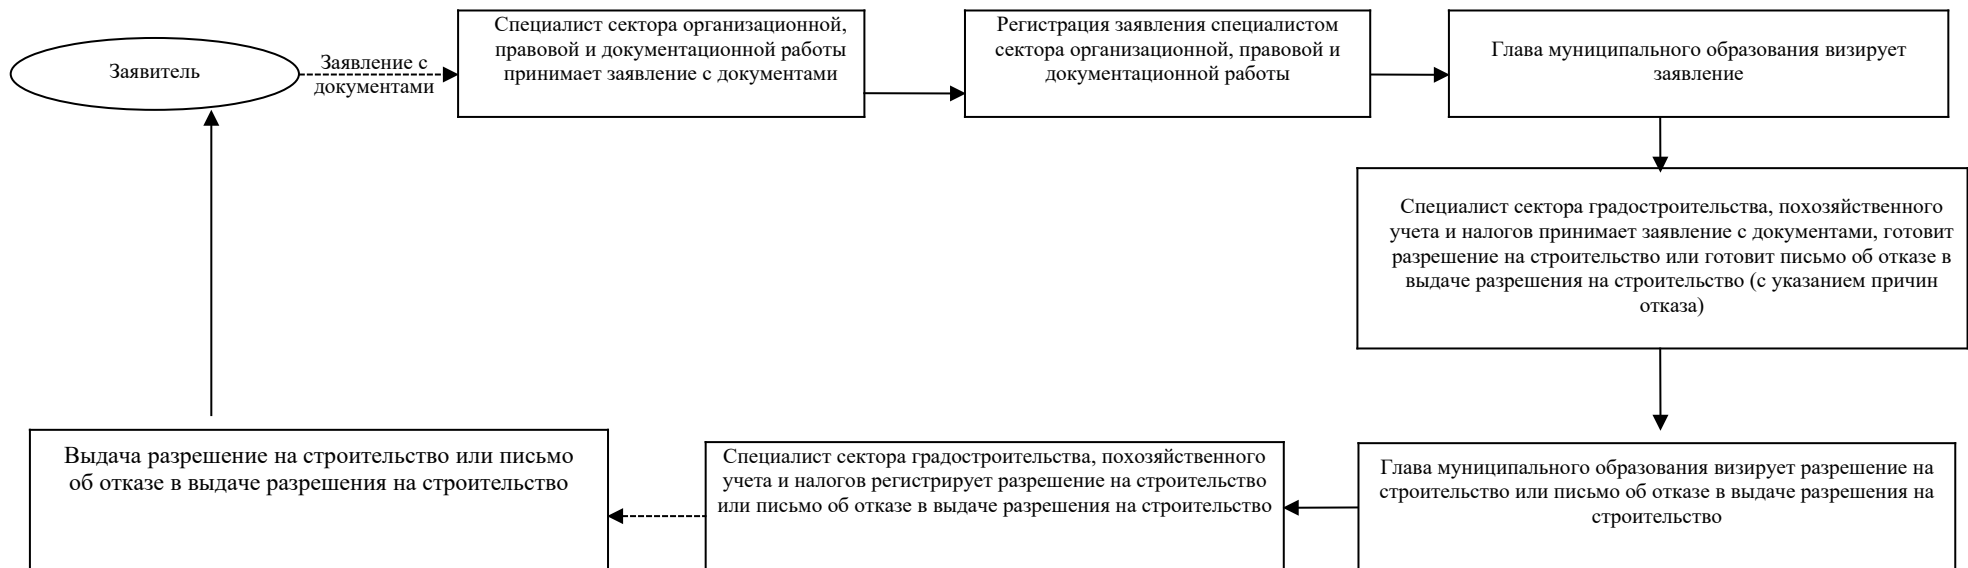 Заявитель
Заявление с
документами
Специалист сектора организационной,
правовой и документационной работы
принимает заявление с документами
Регистрация заявления специалистом
сектора организационной, правовой и
документационной работы
Глава муниципального образования визирует
заявление
Специалист сектора градостроительства, похозяйственного
учета и налогов принимает заявление с документами, готовит
разрешение на строительство или готовит письмо об отказе в
выдаче разрешения на строительство (с указанием причин
отказа)
Глава муниципального образования визирует разрешение на
строительство или письмо об отказе в выдаче разрешения на
строительство
Специалист сектора градостроительства, похозяйственного
учета и налогов регистрирует разрешение на строительство
или письмо об отказе в выдаче разрешения на строительство
Выдача разрешение на строительство или письмо
об отказе в выдаче разрешения на строительство